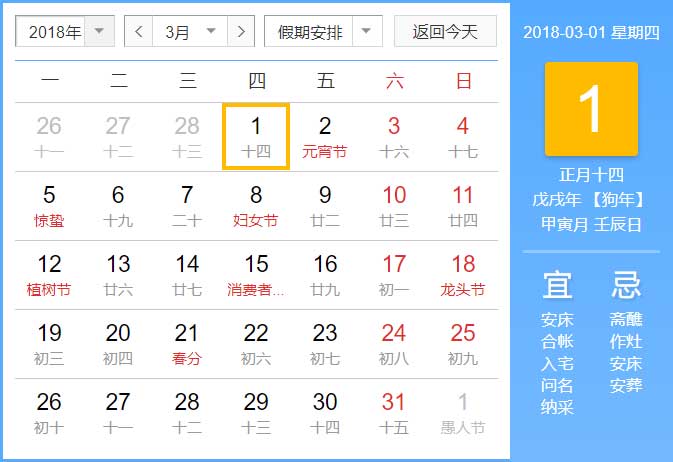 2018年 3月 假期安排 返回今天
一 二 三 四 五 六 日
26 27 28 1 2 3 4
十一 十二 十三 十四 元宵节 十六 十七
5 6 7 8 9 10 11
惊蛰 十九 二十 妇女节 廿二 廿三 廿四
12 13 14 15 16 17 18
植树节 廿六 廿七 消费者... 廿九 初一 龙头节
19 20 21 22 23 24 25
初三 初四 春分 初六 初七 初八 初九
26 27 28 29 30 31 1
初十 十一 十二 十三 十四 十五 愚人节
2018-03-01 星期四
1
正月十四
戊戌年 【狗年】
甲寅月 壬辰日
宜 忌
安床 斋醮
合帐 作灶
入宅 安床
问名 安葬
纳采